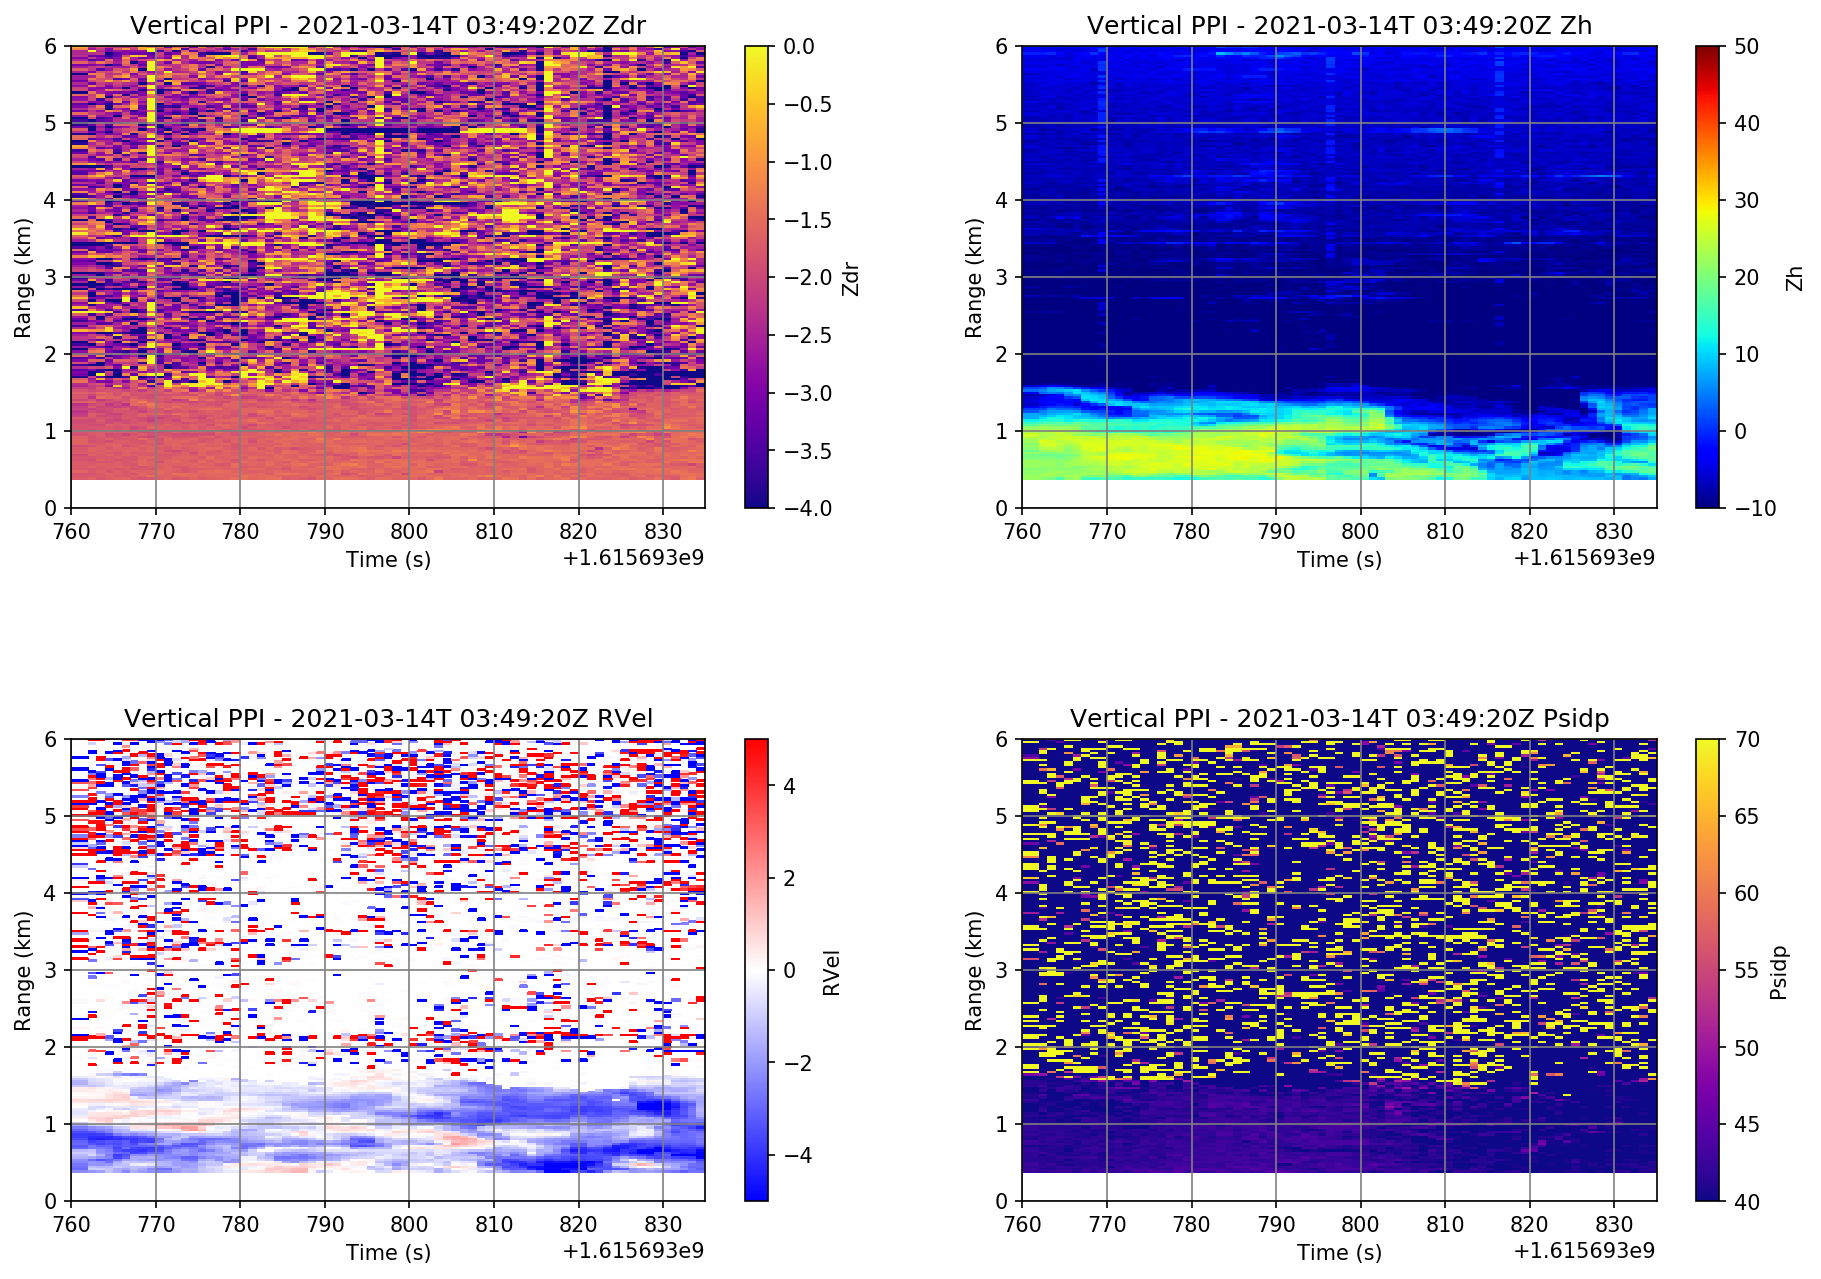 Vertical PPI - 2021-03-14T 03:49:20Z Zdr
6
5
4
3
2
1
0
Range (km)
760 770 780 790 800 810 820 830
Time (s)
+1.615693e9
0.0
−0.5
−1.0
−1.5
−2.0
−2.5
−3.0
−3.5
−4.0
Zdr
Vertical PPI - 2021-03-14T 03:49:20Z Zh
6
5
4
3
2
1
0
Range (km)
760 770 780 790 800 810 820 830
Time (s)
+1.615693e9
50
40
30
20
10
0
−10
Zh
Vertical PPI - 2021-03-14T 03:49:20Z RVel
6
5
4
3
2
1
0
Range (km)
760 770 780 790 800 810 820 830
Time (s)
+1.615693e9
4
2
0
−2
−4
RVel
Vertical PPI - 2021-03-14T 03:49:20Z Psidp
6
5
4
3
2
1
0
Range (km)
760 770 780 790 800 810 820 830
Time (s)
+1.615693e9
70
65
60
55
50
45
40
Psidp